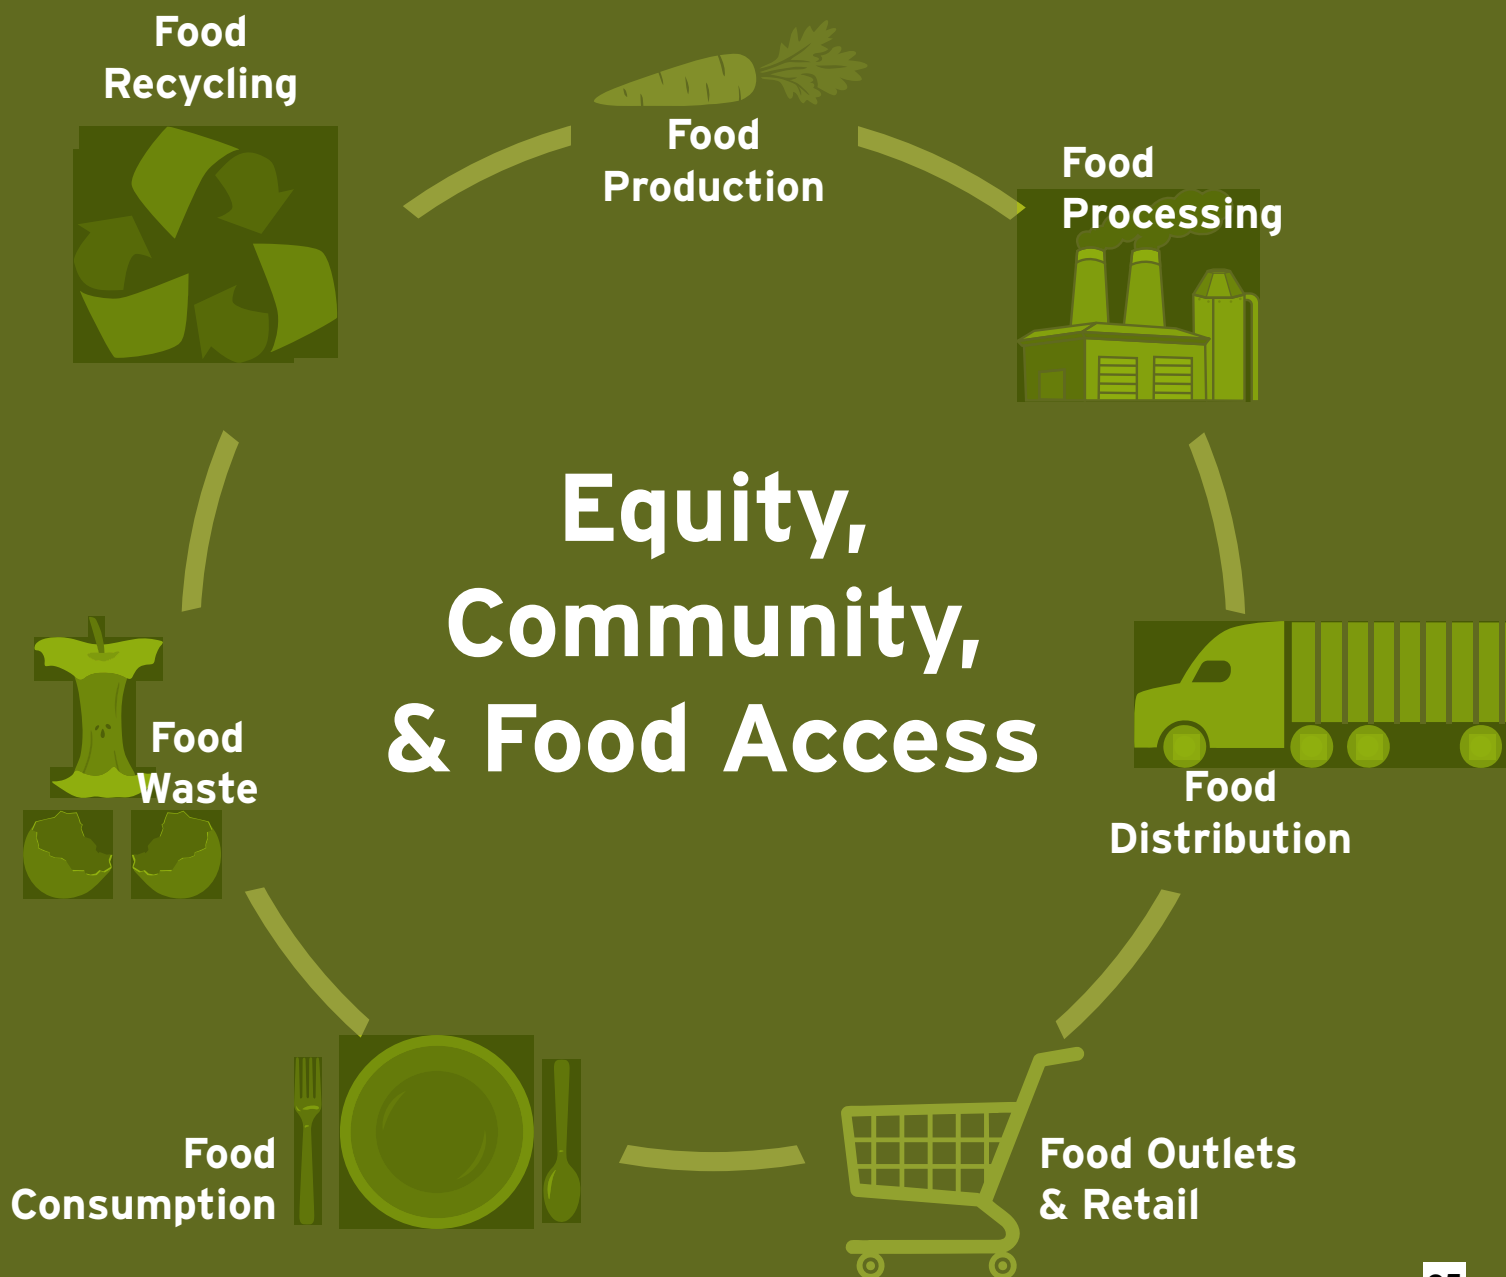 Food
Recycling
Food
Production
Food
Processing
Equity,
Community,
& Food Access
Food
Waste
Food
Distribution
Food
Consumption
Food Outlets
& Retail